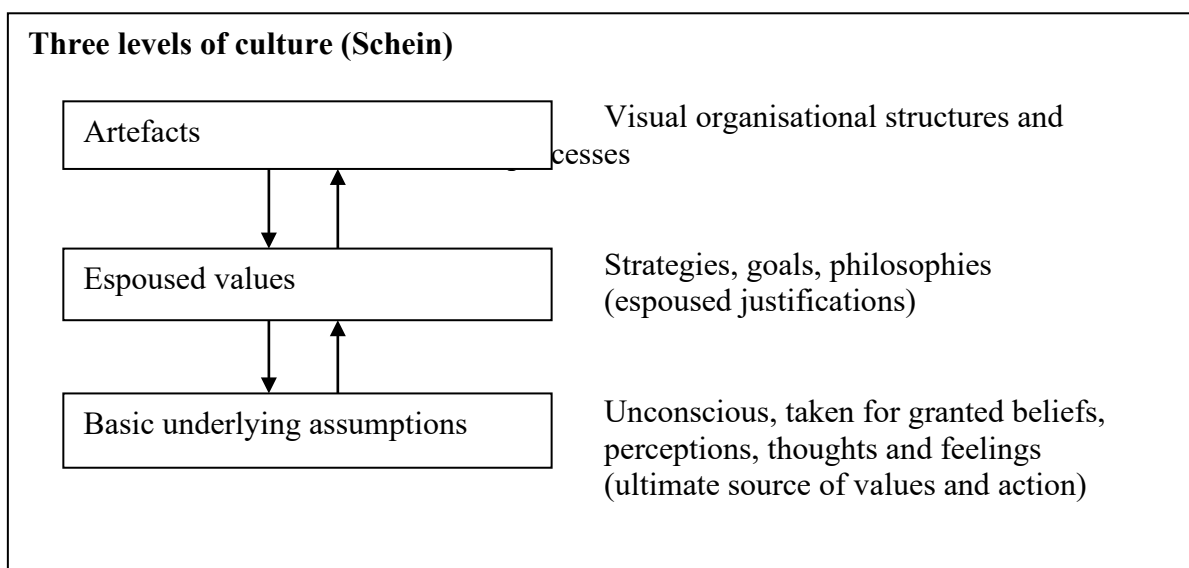 Three levels of culture (Schein)
Artefacts
Visual organisational structures and
cesses
Espoused values
Strategies, goals, philosophies
(espoused justifications)
Basic underlying assumptions
Unconscious, taken for granted beliefs,
perceptions, thoughts and feelings
(ultimate source of values and action)